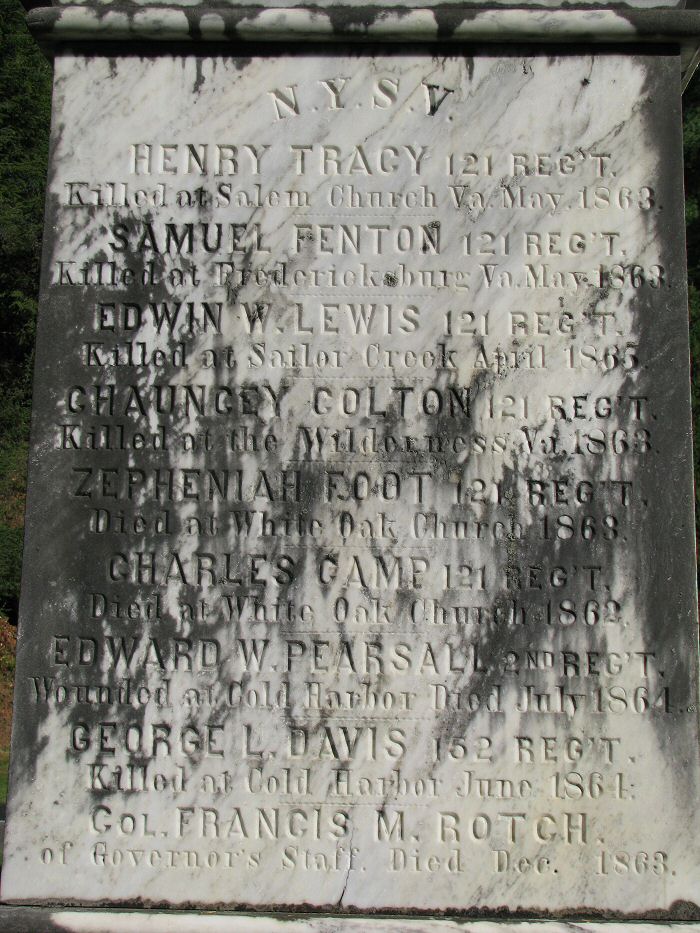 N.Y.S.V.
HENRY TRACY 121 REG'T.
Killed at Salem Church Va. May. 1863.
SAMUEL FENTON 121 REG'T.
Killed at Fredericksburg Va. May 1863.
EDWIN W. LEWIS 121 REG'T.
Killed at Sailor Creek April 1865.
CHAUNCEY COLTON 121 REG'T.
Killed at the Wilderness Va. 1863.
ZEPHENIAH FOOT 121 REG'T.
Died at White Oak Church 1863.
CHARLES CAMP 121 REG'T.
Died at White Oak Church 1862.
EDWARD W. PEARSALL 2ND REG'T.
Wounded at Cold Harbor Died July 1864.
GEORGE L. DAVIS 152 REG'T.
Killed at Cold Harbor June 1864.
COL. FRANCIS M. ROTCH.
of Governor's Staff. Died Dec. 1863.